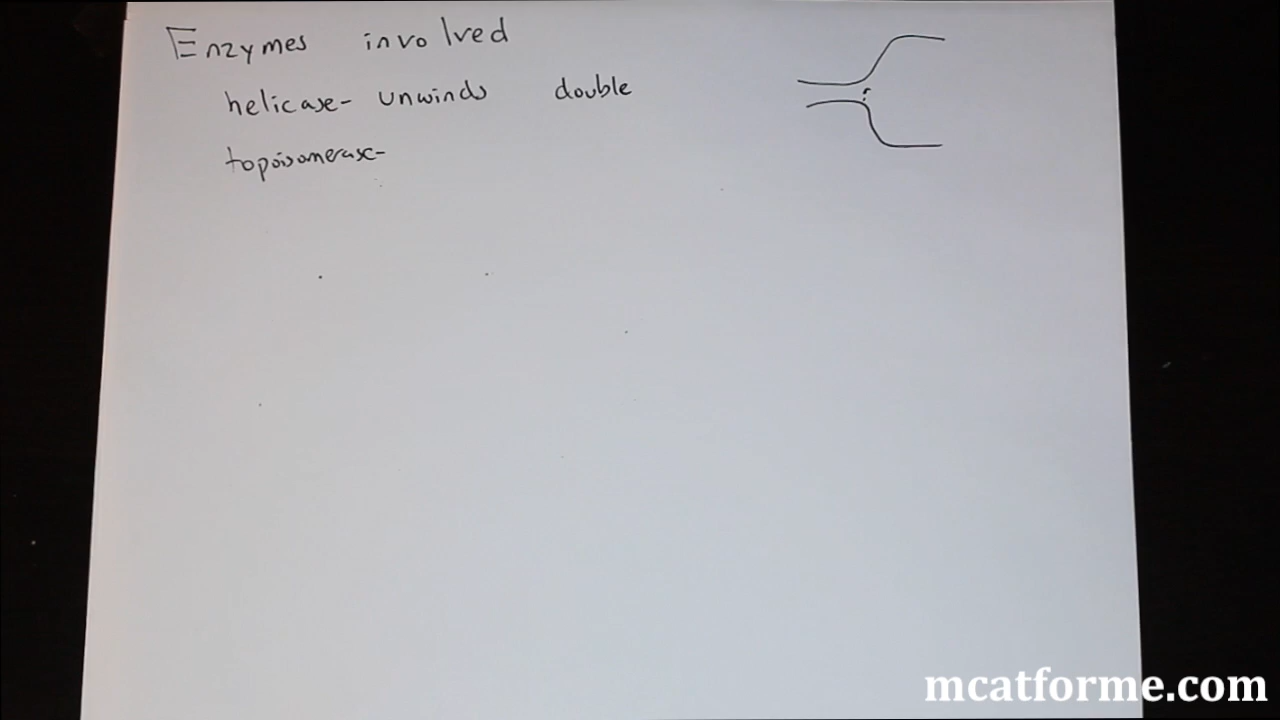 Enzymes involved
helicase- unwinds double
topoisomerase-
mcatforme.com